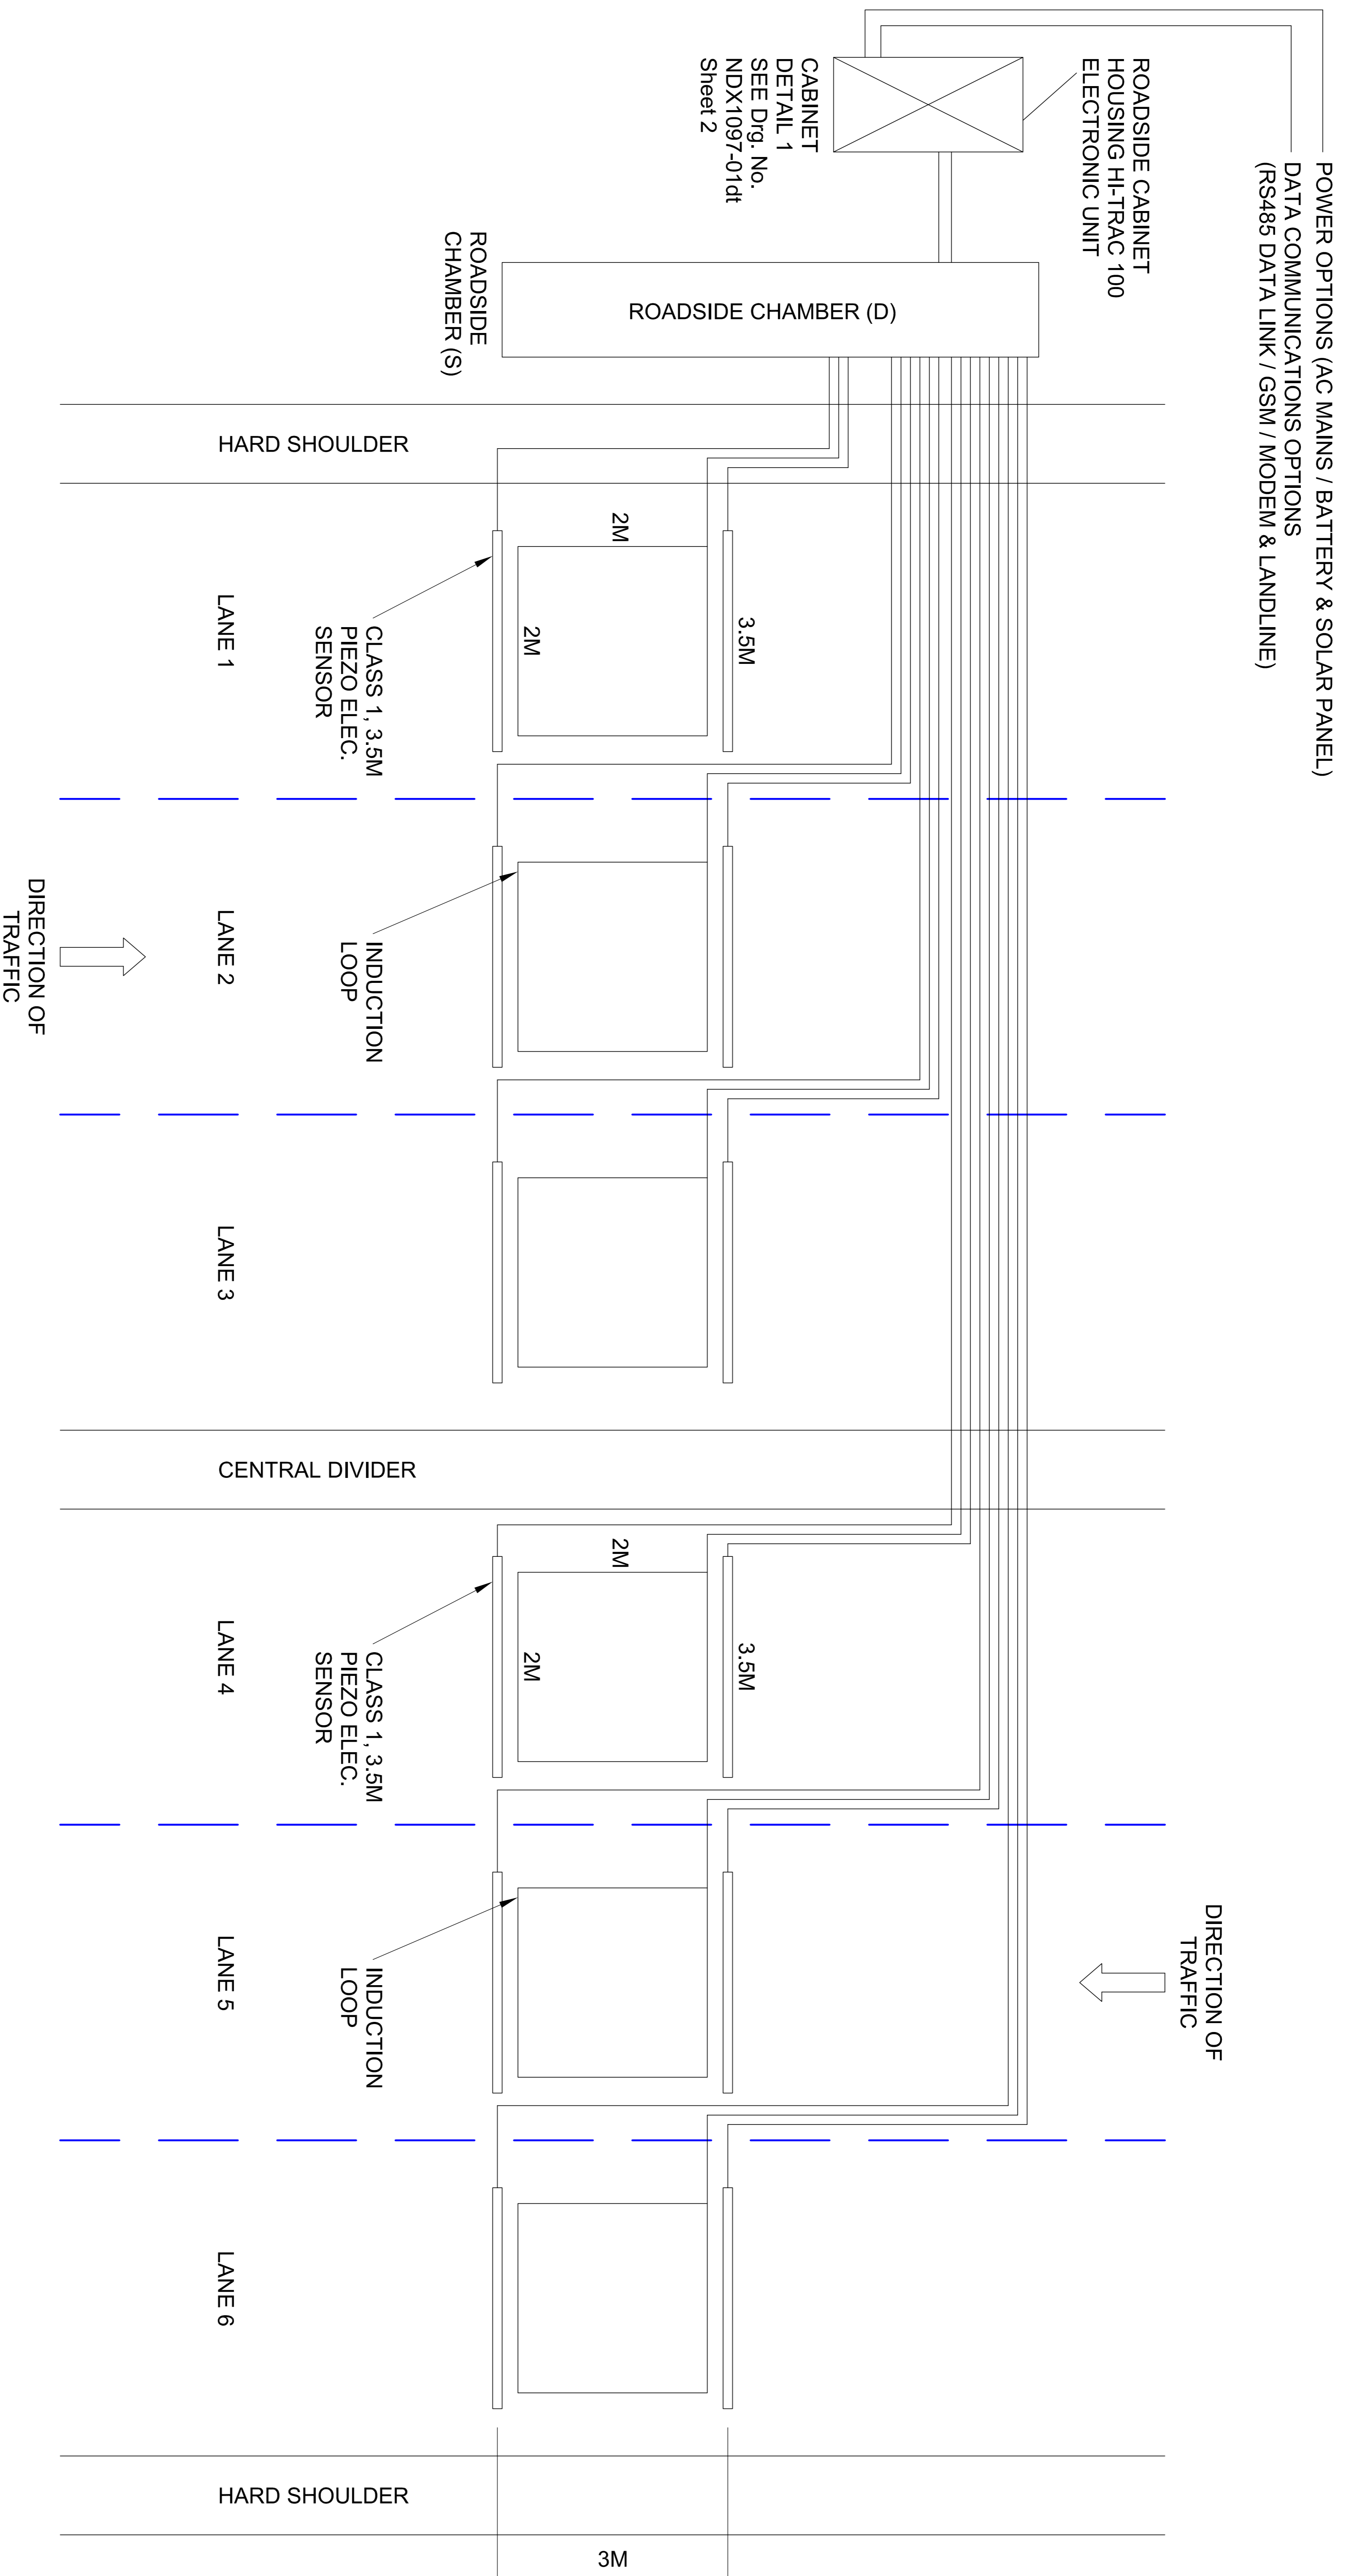 POWER OPTIONS (AC MAINS / BATTERY & SOLAR PANEL)
DATA COMMUNICATIONS OPTIONS
(RS485 DATA LINK / GSM / MODEM & LANDLINE)
ROADSIDE CABINET
HOUSING HI-TRAC 100
ELECTRONIC UNIT
CABINET
DETAIL 1
SEE Drg. No.
NDX1097-01dt
Sheet 2
ROADSIDE CHAMBER (D)
ROADSIDE
CHAMBER (S)
HARD SHOULDER
3.5M
2M
2M
CLASS 1, 3.5M
PIEZO ELEC.
SENSOR
LANE 1
INDUCTION
LOOP
LANE 2
DIRECTION OF
TRAFFIC
LANE 3
CENTRAL DIVIDER
3.5M
2M
2M
CLASS 1, 3.5M
PIEZO ELEC.
SENSOR
LANE 4
DIRECTION OF
TRAFFIC
INDUCTION
LOOP
LANE 5
LANE 6
HARD SHOULDER
3M